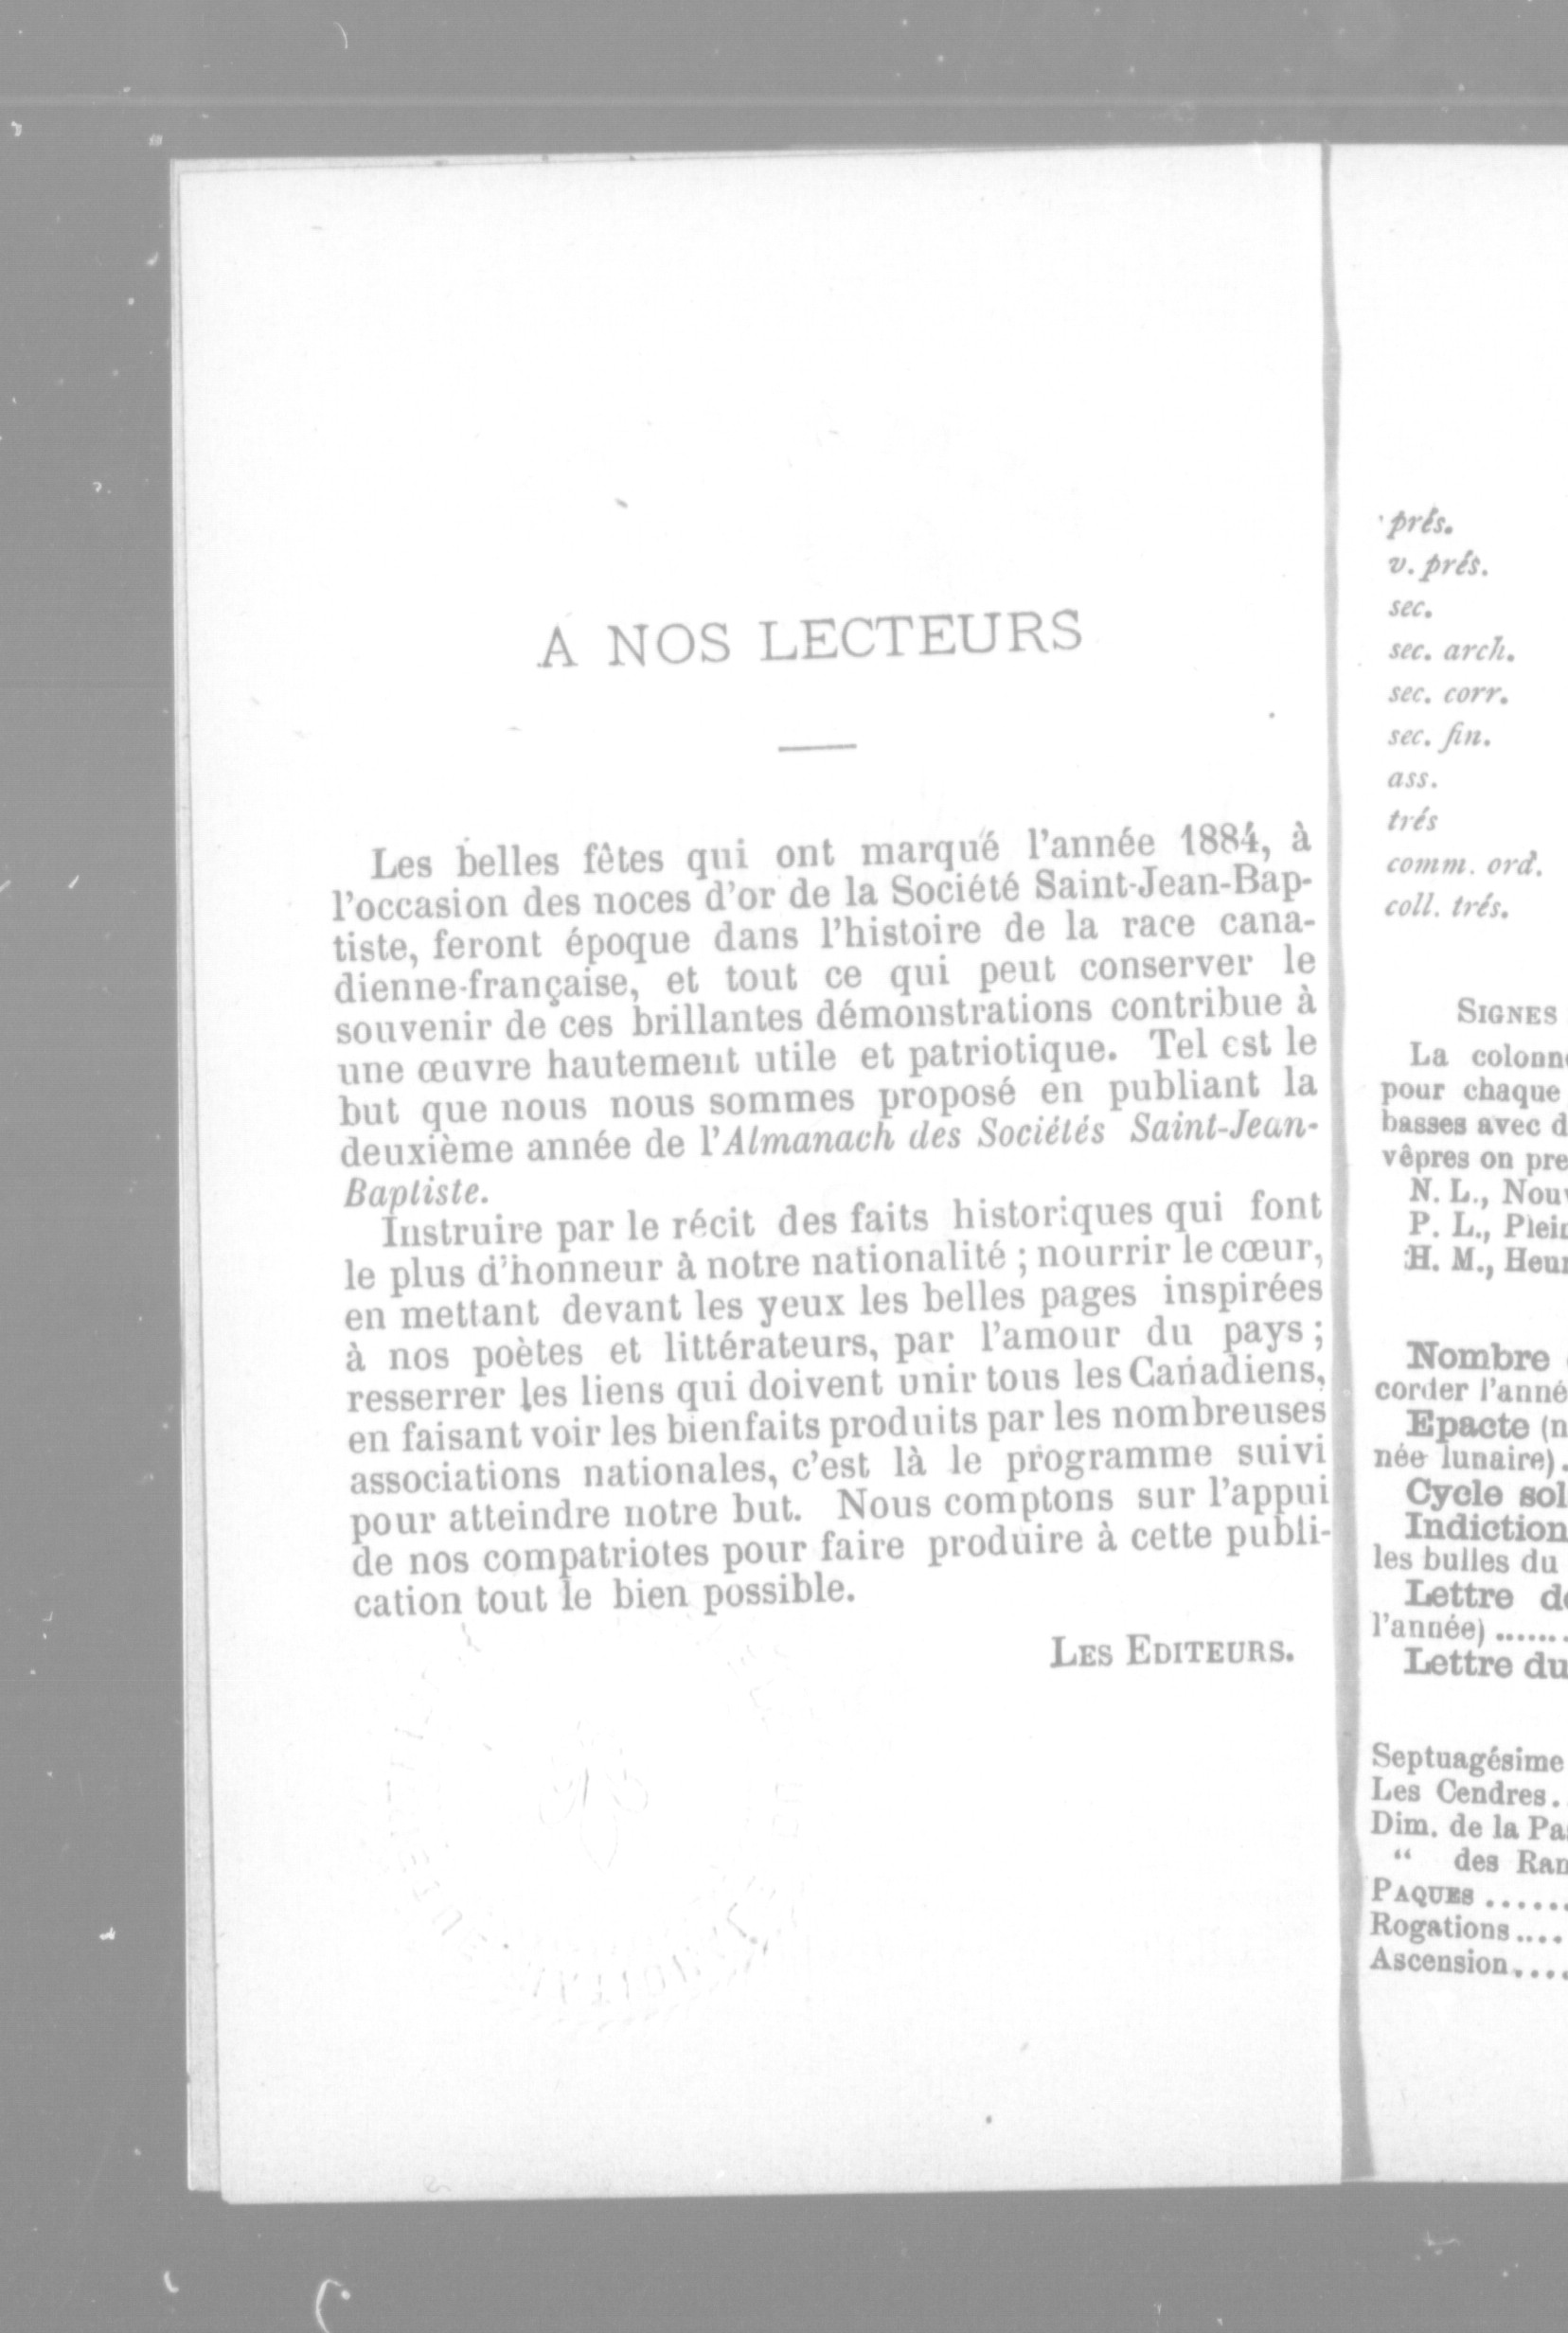 A NOS LECTEURS
Les belles fêtes qui ont marqué l'année 1884, à
l'occasion des noces d'or de la Société Saint-Jean-Bap-
tiste, feront époque dans l'histoire de la race cana-
dienne-française, et tout ce qui peut conserver le
souvenir de ces brillantes démonstrations contribue à
une œuvre hautement utile et patriotique. Tel est le
but que nous nous sommes proposé en publiant la
deuxième année de l'Almanach des Sociétés Saint-Jean-
Baptiste.
Instruire par le récit des faits historiques qui font
le plus d'honneur à notre nationalité ; nourrir le cœur,
en mettant devant les yeux les belles pages inspirées
à nos poètes et littérateurs, par l'amour du pays ;
resserrer les liens qui doivent unir tous les Canadiens,
en faisant voir les bienfaits produits par les nombreuses
associations nationales, c'est là le programme suivi
pour atteindre notre but. Nous comptons sur l'appui
de nos compatriotes pour faire produire à cette publi-
cation tout le bien possible.
LES EDITEURS.
prés.
v. prés.
sec.
sec. arch.
sec. corr.
sec. fin.
ass.
trés
comm. ord.
coll. trés.
SIGNES
La colonne
pour chaque
basses avec d
vêpres on pre
N. L., Nouv
P. L., Plein
H. M., Heur
Nombre
corder l'anné
Epacte (n
née lunaire).
Cycle sol
Indiction
les bulles du
Lettre do
l'année) .......
Lettre du
Septuagésime
Les Cendres.
Dim. de la Pas
" des Ram
PAQUES ......
Rogations ....
Ascension ....